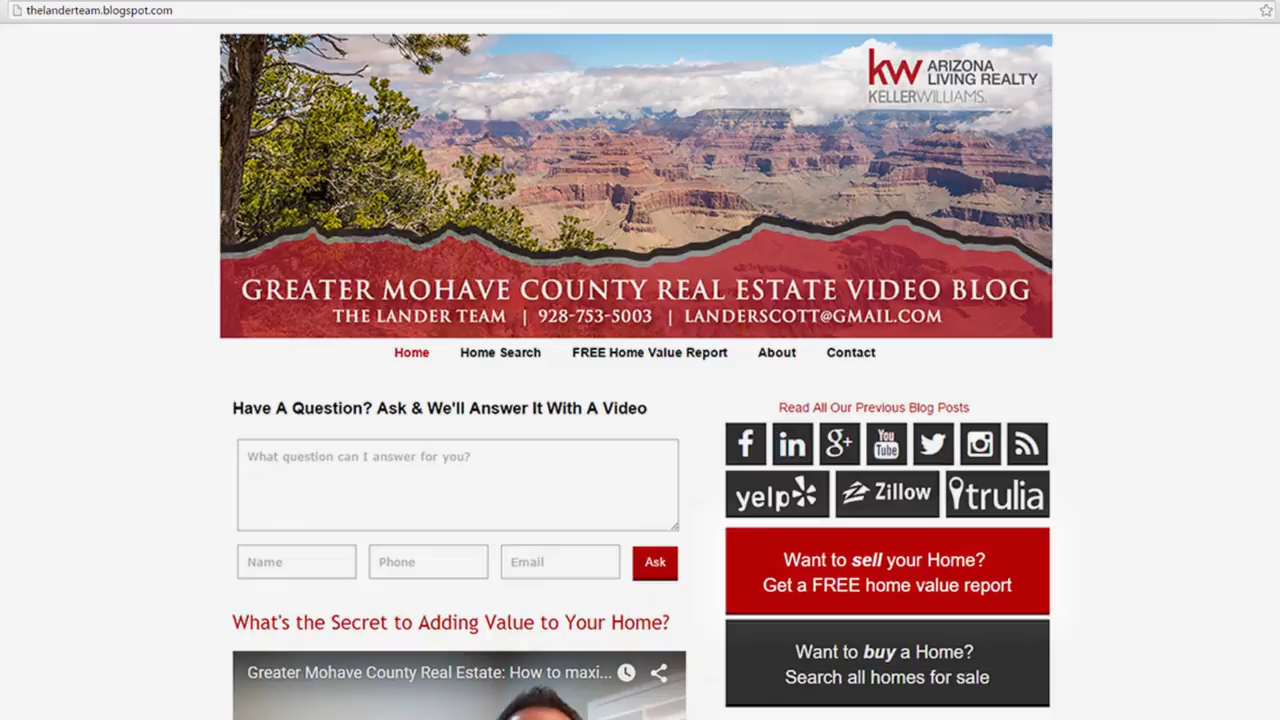 thelanderteam.blogspot.com
kw ARIZONA
LIVING REALTY
KELLERWILLIAMS.
GREATER MOHAVE COUNTY REAL ESTATE VIDEO BLOG
THE LANDER TEAM | 928-753-5003 | LANDERSCOTT@GMAIL.COM
Home Home Search FREE Home Value Report About Contact
Have A Question? Ask & We'll Answer It With A Video
What question can I answer for you?
Name Phone Email Ask
What's the Secret to Adding Value to Your Home?
Greater Mohave County Real Estate: How to maxi...
Read All Our Previous Blog Posts
f in g+ You Tube
yelp Zillow trulia
Want to sell your Home?
Get a FREE home value report
Want to buy a Home?
Search all homes for sale